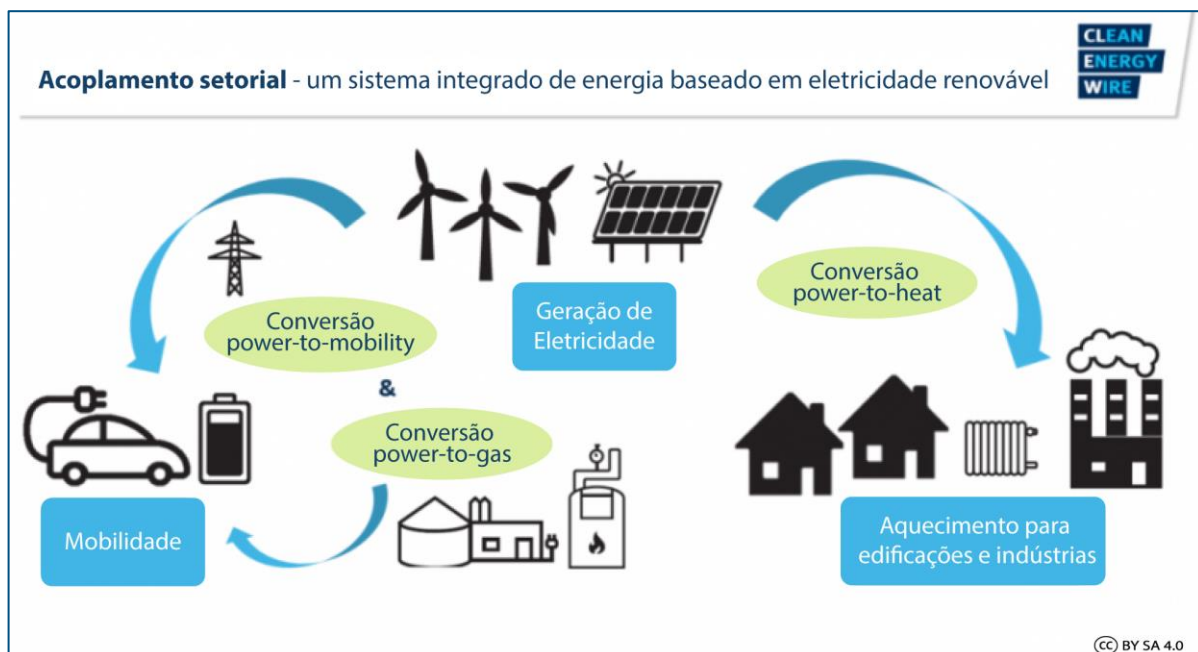 Acoplamento setorial - um sistema integrado de energia baseado em eletricidade renovável
CLEAN
ENERGY
WIRE
Conversão
power-to-mobility
&
Conversão
power-to-gas
Geração de
Eletricidade
Conversão
power-to-heat
Mobilidade
Aquecimento para
edificações e indústrias
(cc) BY SA 4.0